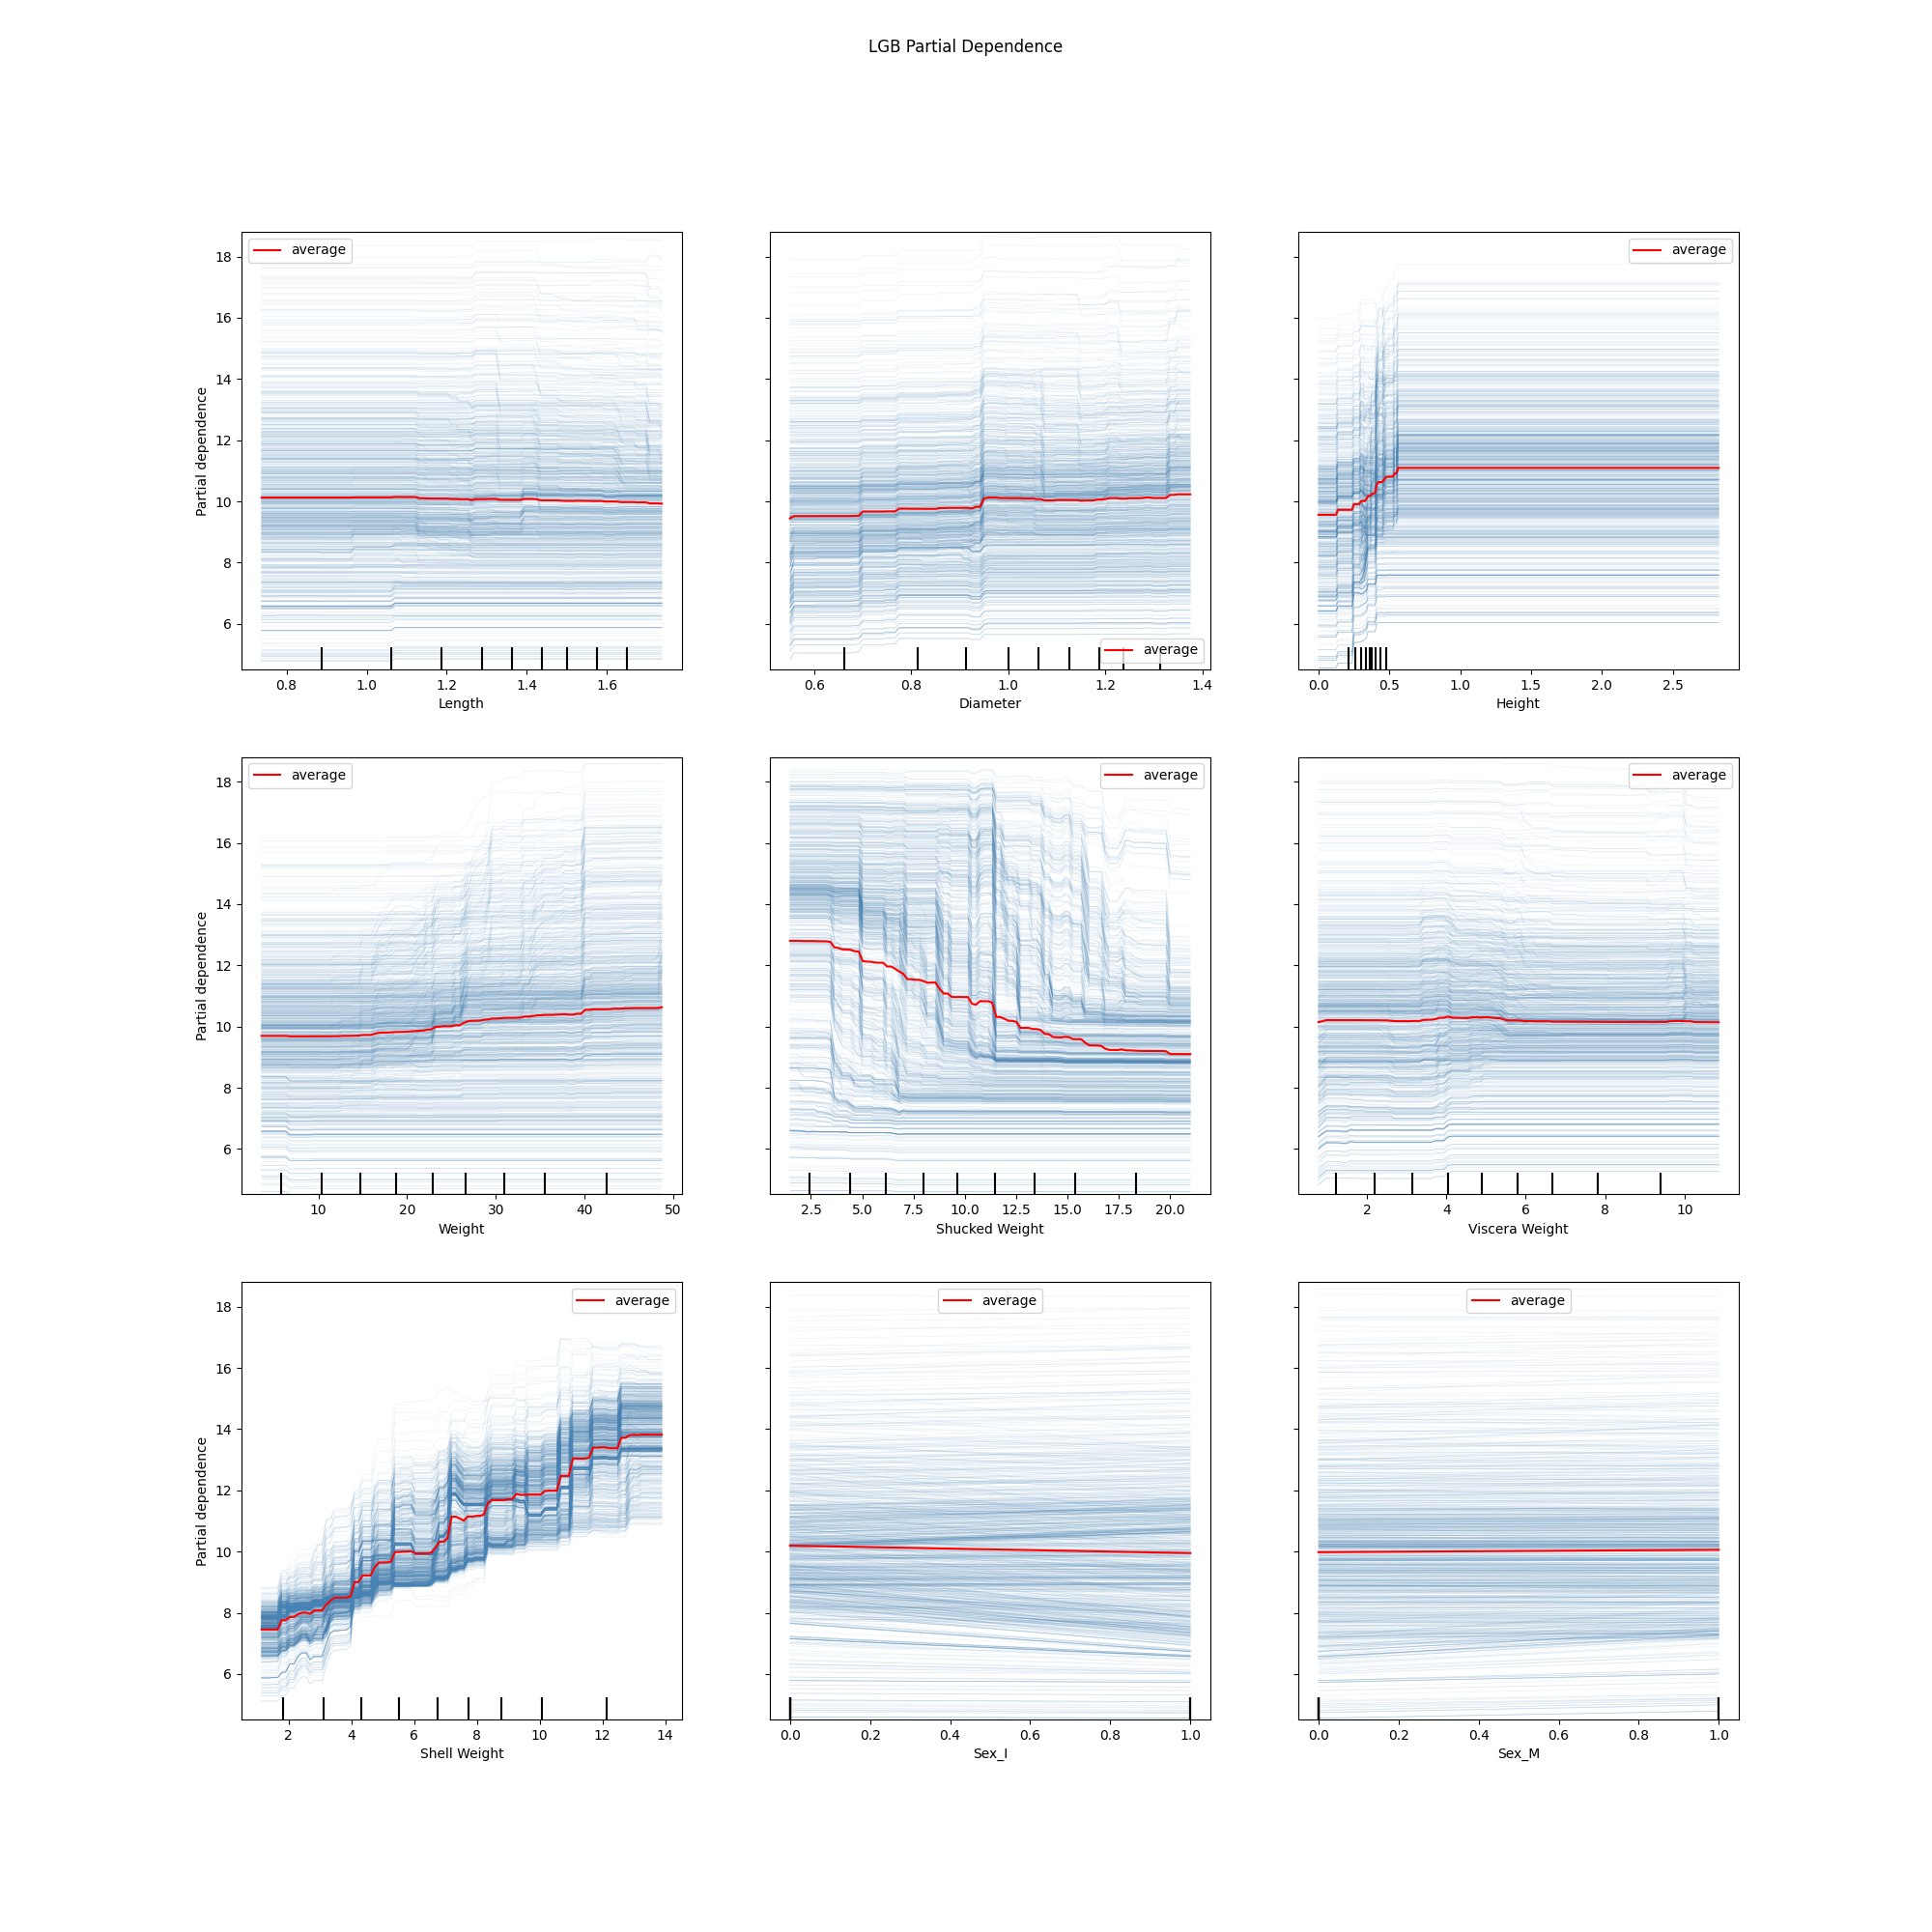 LGB Partial Dependence
average
average
average
18
16
14
12
10
8
6
Partial dependence
0.8 1.0 1.2 1.4 1.6
Length
0.6 0.8 1.0 1.2 1.4
Diameter
0.0 0.5 1.0 1.5 2.0 2.5
Height
average
average
average
18
16
14
12
10
8
6
Partial dependence
10 20 30 40 50
Weight
2.5 5.0 7.5 10.0 12.5 15.0 17.5 20.0
Shucked Weight
2 4 6 8 10
Viscera Weight
average
average
average
18
16
14
12
10
8
6
Partial dependence
2 4 6 8 10 12 14
Shell Weight
0.0 0.2 0.4 0.6 0.8 1.0
Sex_I
0.0 0.2 0.4 0.6 0.8 1.0
Sex_M